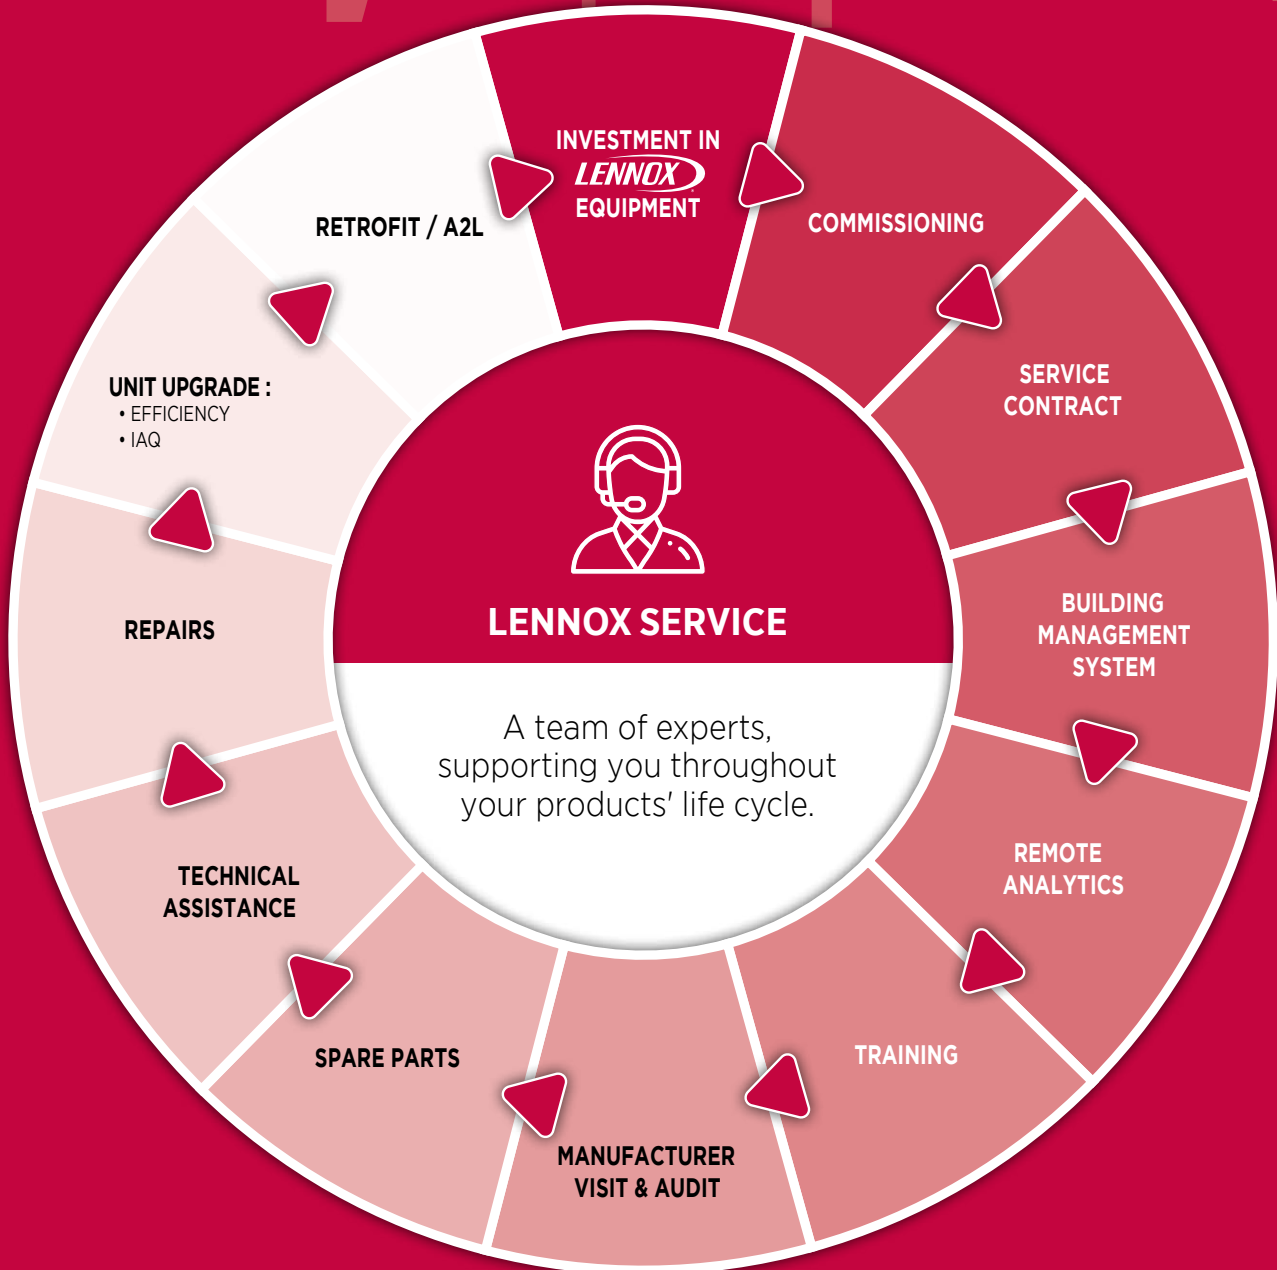 INVESTMENT IN
LENNOX
EQUIPMENT
COMMISSIONING
SERVICE
CONTRACT
BUILDING
MANAGEMENT
SYSTEM
REMOTE
ANALYTICS
TRAINING
MANUFACTURER
VISIT & AUDIT
SPARE PARTS
TECHNICAL
ASSISTANCE
REPAIRS
UNIT UPGRADE :
• EFFICIENCY
• IAQ
RETROFIT / A2L
LENNOX SERVICE
A team of experts,
supporting you throughout
your products' life cycle.